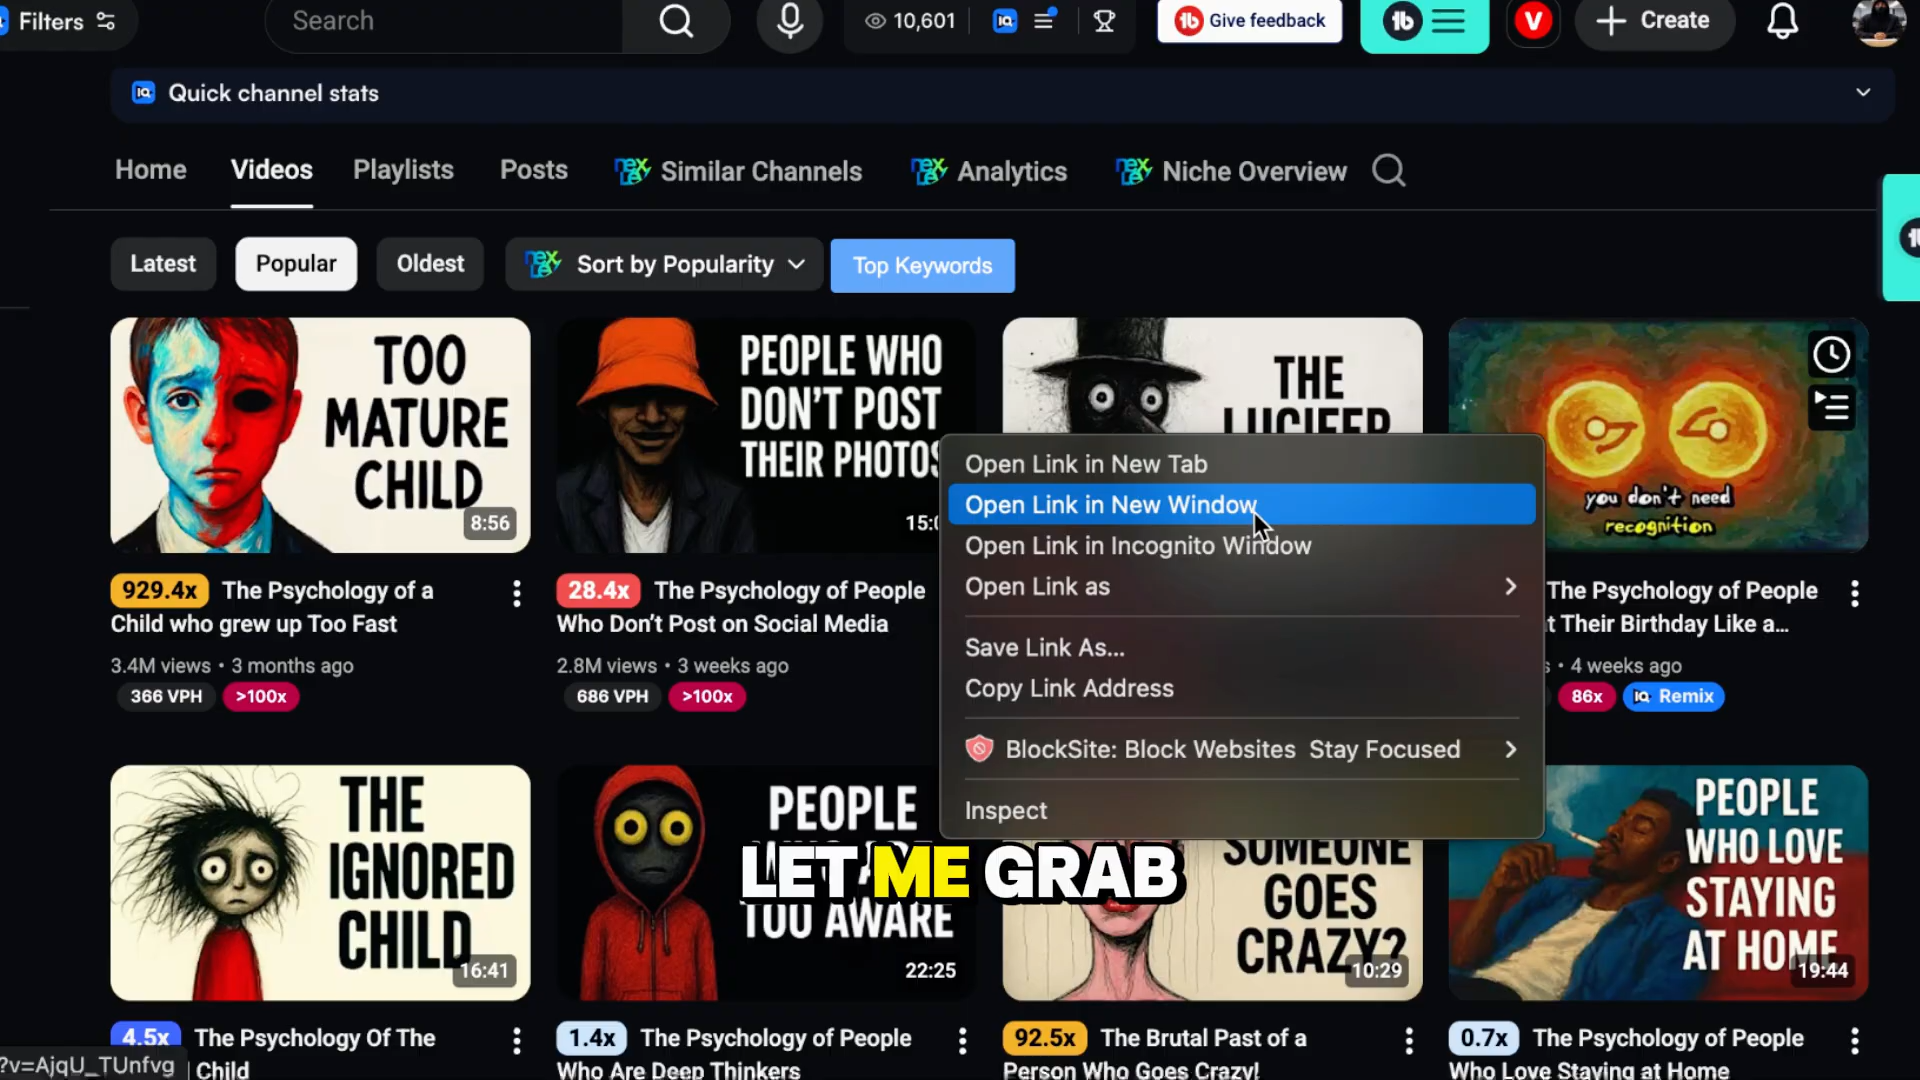 Filters
Search
10,601
Give feedback
Create
Quick channel stats
Home
Videos
Playlists
Posts
Similar Channels
Analytics
Niche Overview
Latest
Popular
Oldest
Sort by Popularity
Top Keywords
TOO
MATURE
CHILD
8:56
PEOPLE WHO
DON'T POST
THEIR PHOTOS
THE
LUCIFER
you don't need
recognition
Open Link in New Tab
Open Link in New Window
Open Link in Incognito Window
Open Link as
Save Link As...
Copy Link Address
BlockSite: Block Websites Stay Focused
Inspect
929.4x The Psychology of a
Child who grew up Too Fast
3.4M views • 3 months ago
366 VPH >100x
28.4x The Psychology of People
Who Don't Post on Social Media
2.8M views • 3 weeks ago
686 VPH >100x
The Psychology of People
t Their Birthday Like a...
s • 4 weeks ago
86x Remix
THE
IGNORED
CHILD
16:41
PEOPLE
TOO AWARE
22:25
SOMEONE
GOES
CRAZY?
10:29
PEOPLE
WHO LOVE
STAYING
AT HOME
19:44
LET ME GRAB
4.5x The Psychology Of The
Child
1.4x The Psychology of People
Who Are Deep Thinkers
92.5x The Brutal Past of a
Person Who Goes Crazy!
0.7x The Psychology of People
Who Love Staying at Home
?v=AjqU_TUnfvg